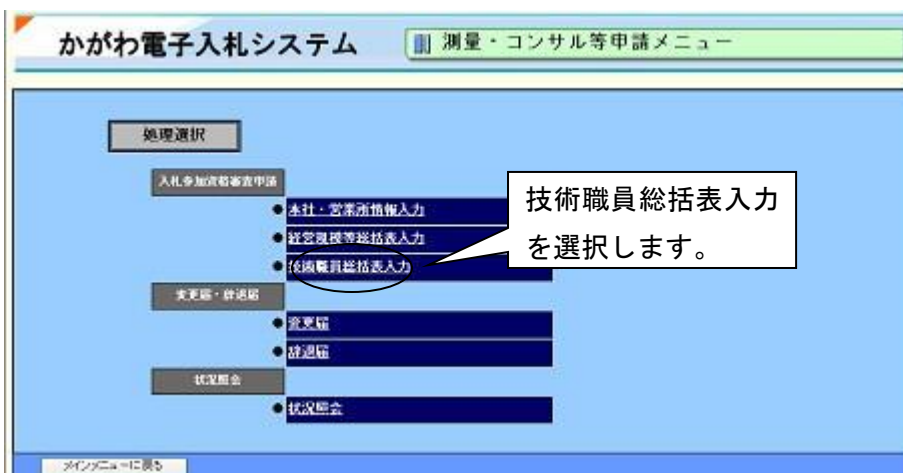 かがわ電子入札システム
測量・コンサル等申請メニュー
処理選択
入札参加資格審査申請
本社・営業所情報入力
経営規模等総括表入力
技術職員総括表入力
技術職員総括表入力
を選択します。
変更届・辞退届
変更届
辞退届
状況照会
状況照会
メインメニューに戻る